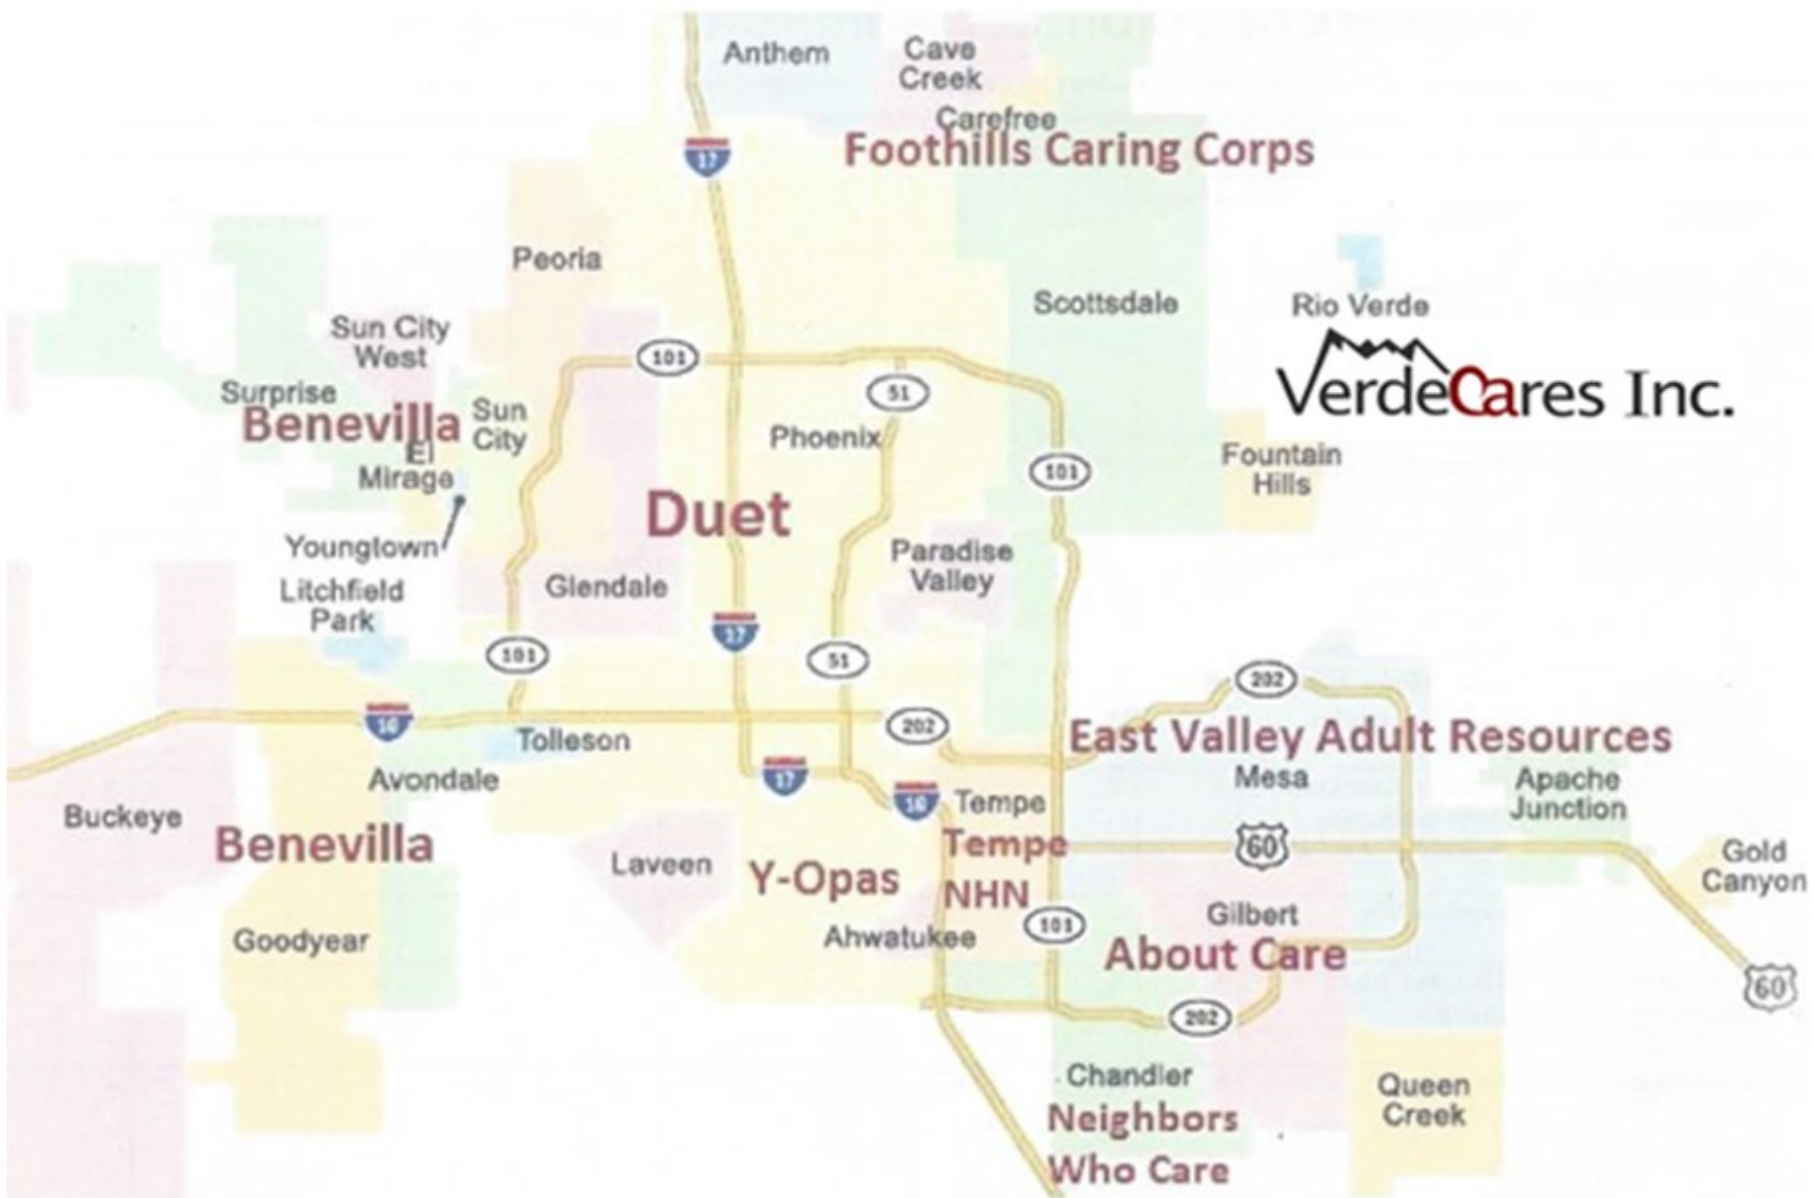 Anthem
Cave
Creek
Carefree
Foothills Caring Corps
17
Peoria
Scottsdale
Rio Verde
VerdeCares Inc.
Sun City
West
101
51
Surprise
Benevilla
Sun
City
El
Mirage
Phoenix
101
Fountain
Hills
Duet
Youngtown
Paradise
Valley
Litchfield
Park
Glendale
17
101
51
202
10
Tolleson
202
East Valley Adult Resources
Avondale
17
10
Mesa
Apache
Junction
Buckeye
Tempe
Benevilla
Tempe
NHN
60
Gold
Canyon
Laveen
Y-Opas
Goodyear
Ahwatukee
101
Gilbert
About Care
60
202
Chandler
Neighbors
Who Care
Queen
Creek